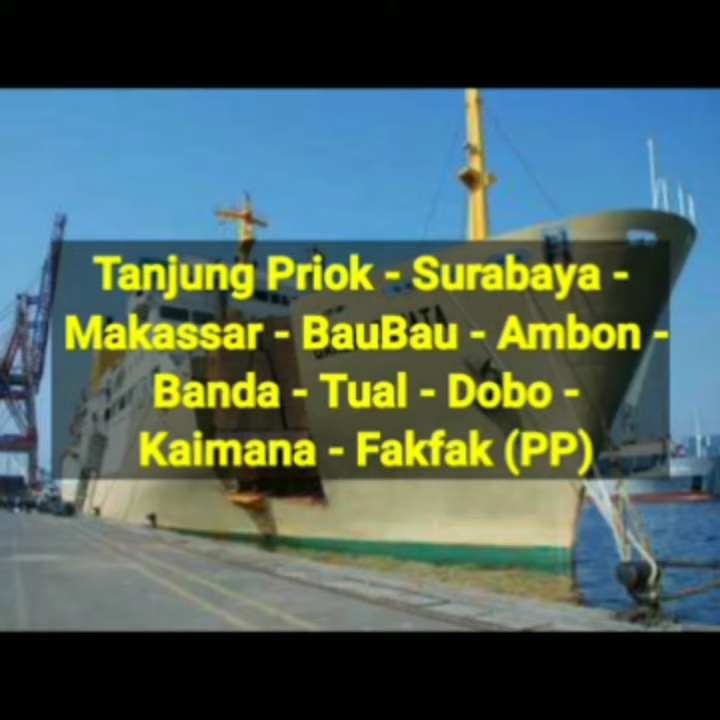 Tanjung Priok - Surabaya -
Makassar - BauBau - Ambon -
Banda - Tual - Dobo -
Kaimana - Fakfak (PP)